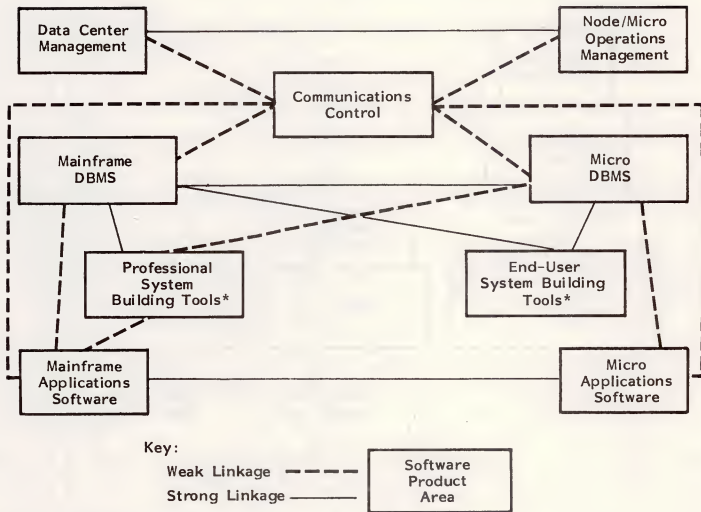 Data Center
Management
Node/Micro
Operations
Management
Communications
Control
Mainframe
DBMS
Micro
DBMS
Professional
System
Building Tools*
End-User
System Building
Tools*
Mainframe
Applications
Software
Micro
Applications
Software
Key:
Weak Linkage
Strong Linkage
Software
Product
Area